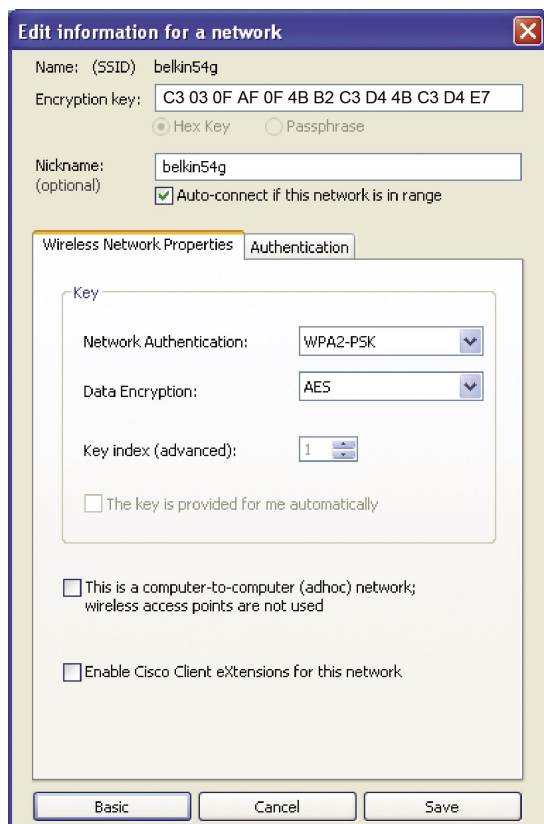 Edit information for a network
Name: (SSID) belkin54g
Encryption key: C3 03 0F AF 0F 4B B2 C3 D4 4B C3 D4 E7
Hex Key Passphrase
Nickname: belkin54g
(optional)
Auto-connect if this network is in range
Wireless Network Properties Authentication
Key
Network Authentication: WPA2-PSK
Data Encryption: AES
Key index (advanced): 1
The key is provided for me automatically
This is a computer-to-computer (adhoc) network;
wireless access points are not used
Enable Cisco Client eXtensions for this network
Basic Cancel Save